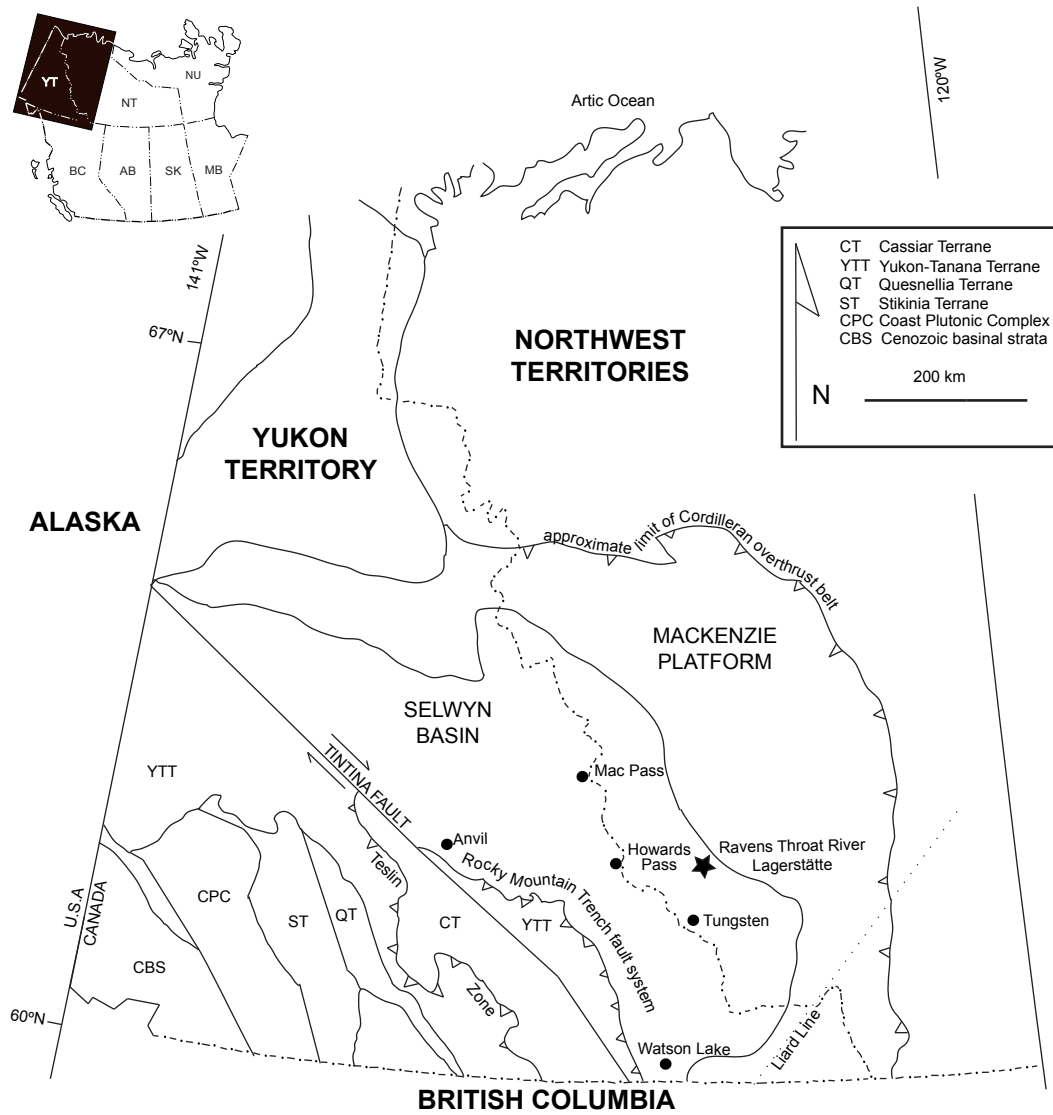 YT
NT
NU
BC
AB
SK
MB
Artic Ocean
120ºW
141ºW
67ºN
CT Cassiar Terrane
YTT Yukon-Tanana Terrane
QT Quesnellia Terrane
ST Stikinia Terrane
CPC Coast Plutonic Complex
CBS Cenozoic basinal strata
200 km
N
NORTHWEST
TERRITORIES
YUKON
TERRITORY
ALASKA
approximate limit of Cordilleran overthrust belt
MACKENZIE
PLATFORM
SELWYN
BASIN
TINTINA FAULT
Mac Pass
YTT
Anvil
Howards
Pass
Ravens Throat River
Lagerstätte
Teslin
Rocky Mountain Trench fault system
CPC
ST
QT
CT
YTT
Tungsten
U.S.A
CANADA
CBS
Zone
60ºN
Watson Lake
Liard Line
BRITISH COLUMBIA